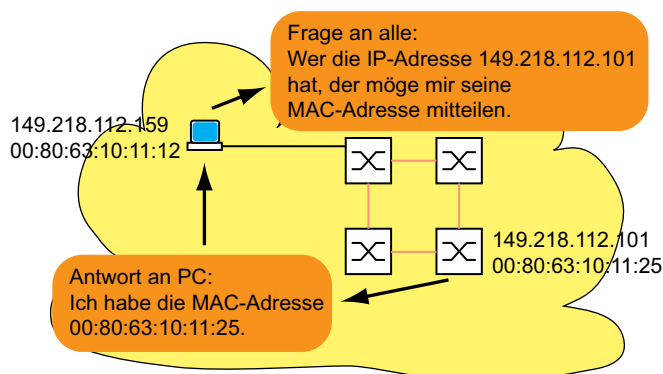 Frage an alle:
Wer die IP-Adresse 149.218.112.101
hat, der möge mir seine
MAC-Adresse mitteilen.
149.218.112.159
00:80:63:10:11:12
149.218.112.101
00:80:63:10:11:25
Antwort an PC:
Ich habe die MAC-Adresse
00:80:63:10:11:25.